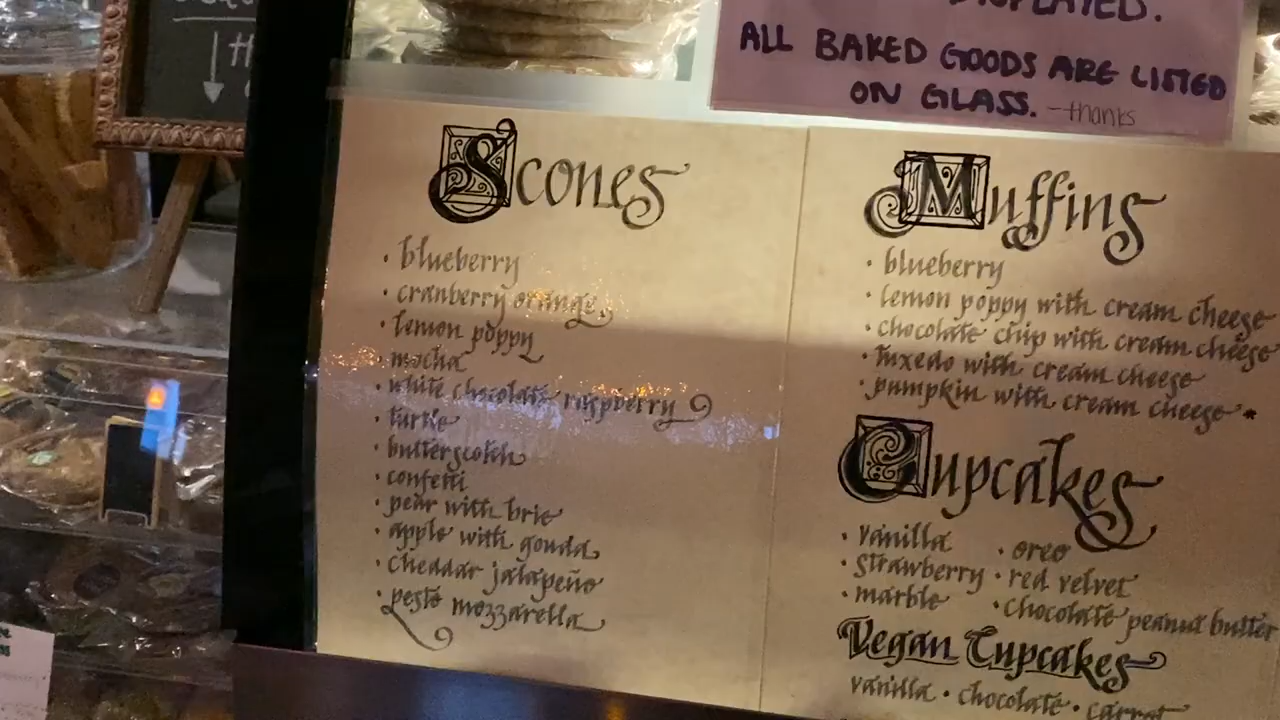 DISPLAYED.
ALL BAKED GOODS ARE LISTED
ON GLASS. -thanks
Scones
· blueberry
· cranberry orange
· lemon poppy
· mocha
· white chocolate raspberry
· turtle
· butterscotch
· confetti
· pear with brie
· apple with gouda
· cheddar jalapeño
· pesto mozzarella
Muffins
· blueberry
· lemon poppy with cream cheese
· chocolate chip with cream cheese
· tuxedo with cream cheese
· pumpkin with cream cheese *
Cupcakes
· vanilla · oreo
· strawberry · red velvet
· marble · chocolate peanut butter
Vegan Cupcakes
vanilla · chocolate · carrot